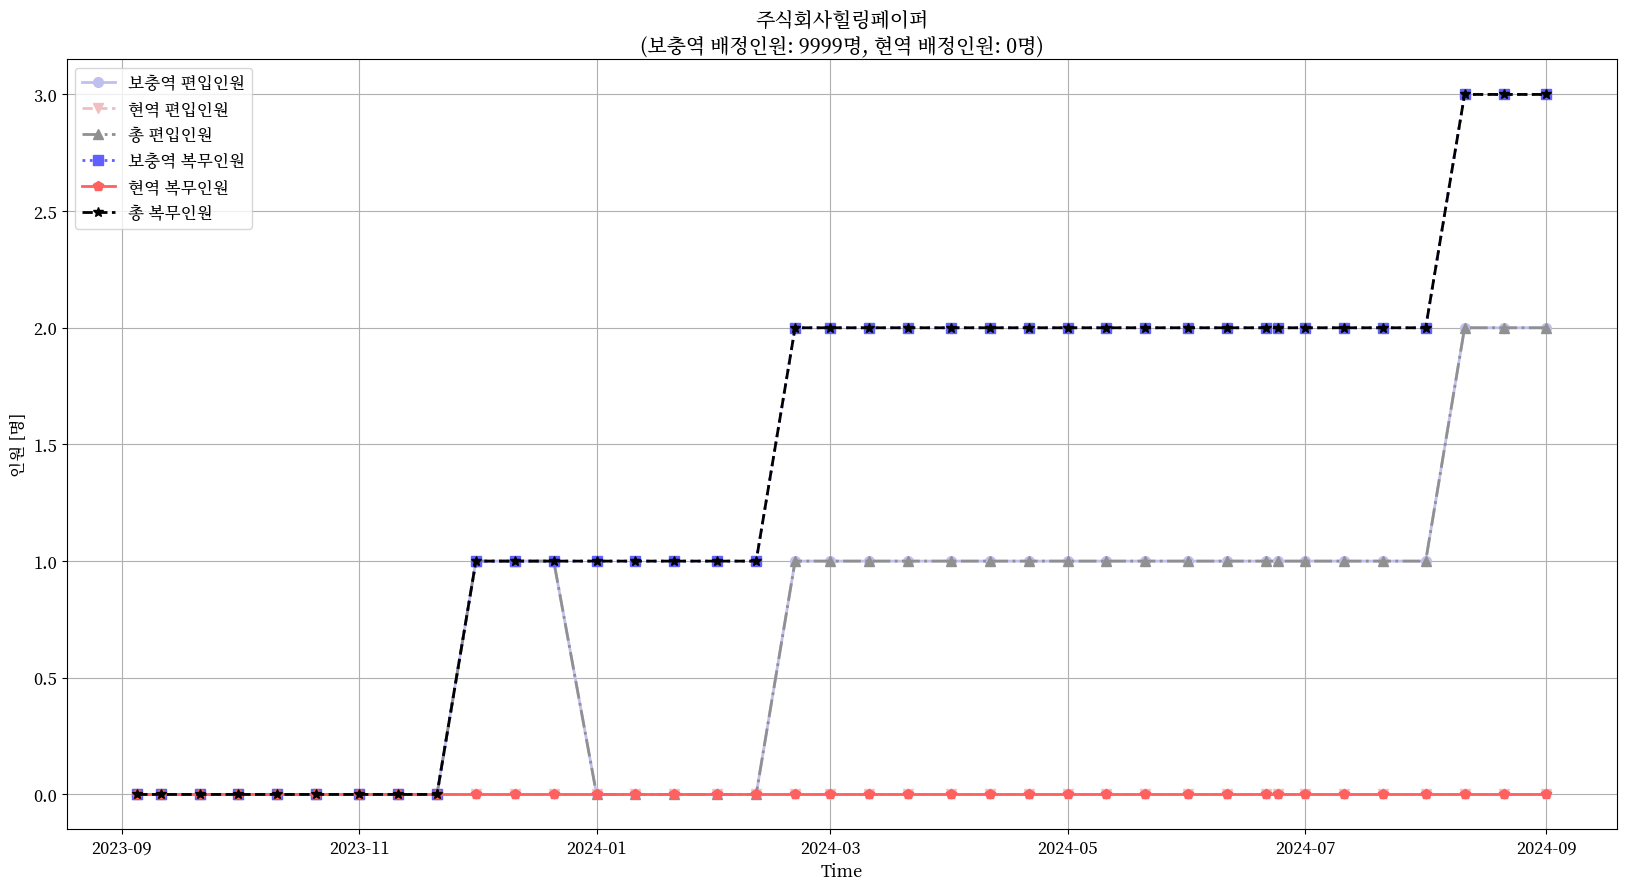 주식회사힐링페이퍼
(보충역 배정인원: 9999명, 현역 배정인원: 0명)
보충역 편입인원
현역 편입인원
총 편입인원
보충역 복무인원
현역 복무인원
총 복무인원
3.0
2.5
2.0
1.5
1.0
0.5
0.0
인원 [명]
2023-09
2023-11
2024-01
2024-03
2024-05
2024-07
2024-09
Time